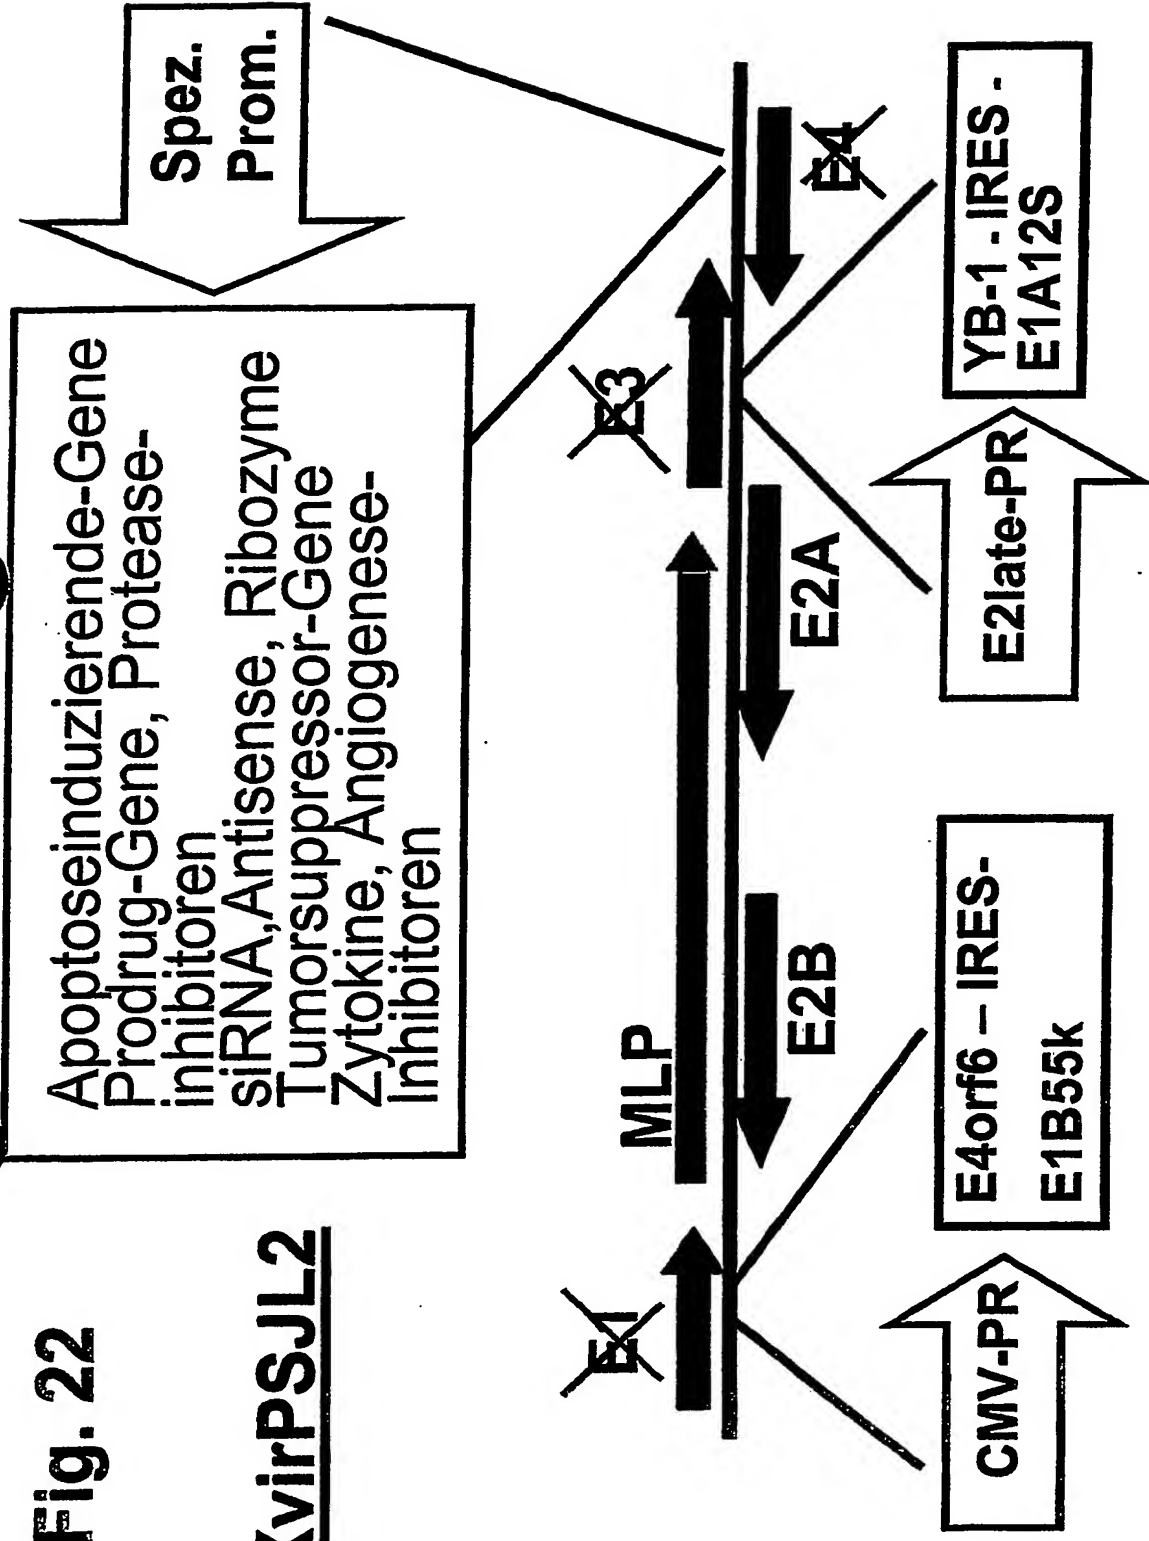 Fig. 22
XvirPSJL2
Spez.
Prom.
Apoptoseinduzierende-Gene
Prodrug-Gene, Protease-
inhibitoren
siRNA,Antisense, Ribozyme
Tumorsuppressor-Gene
Zytokine, Angiogenese-
Inhibitoren
E1
MLP
E3
E4
E2B
E2A
CMV-PR
E4orf6 – IRES-
E1B55k
E2late-PR
YB-1 - IRES -
E1A12S